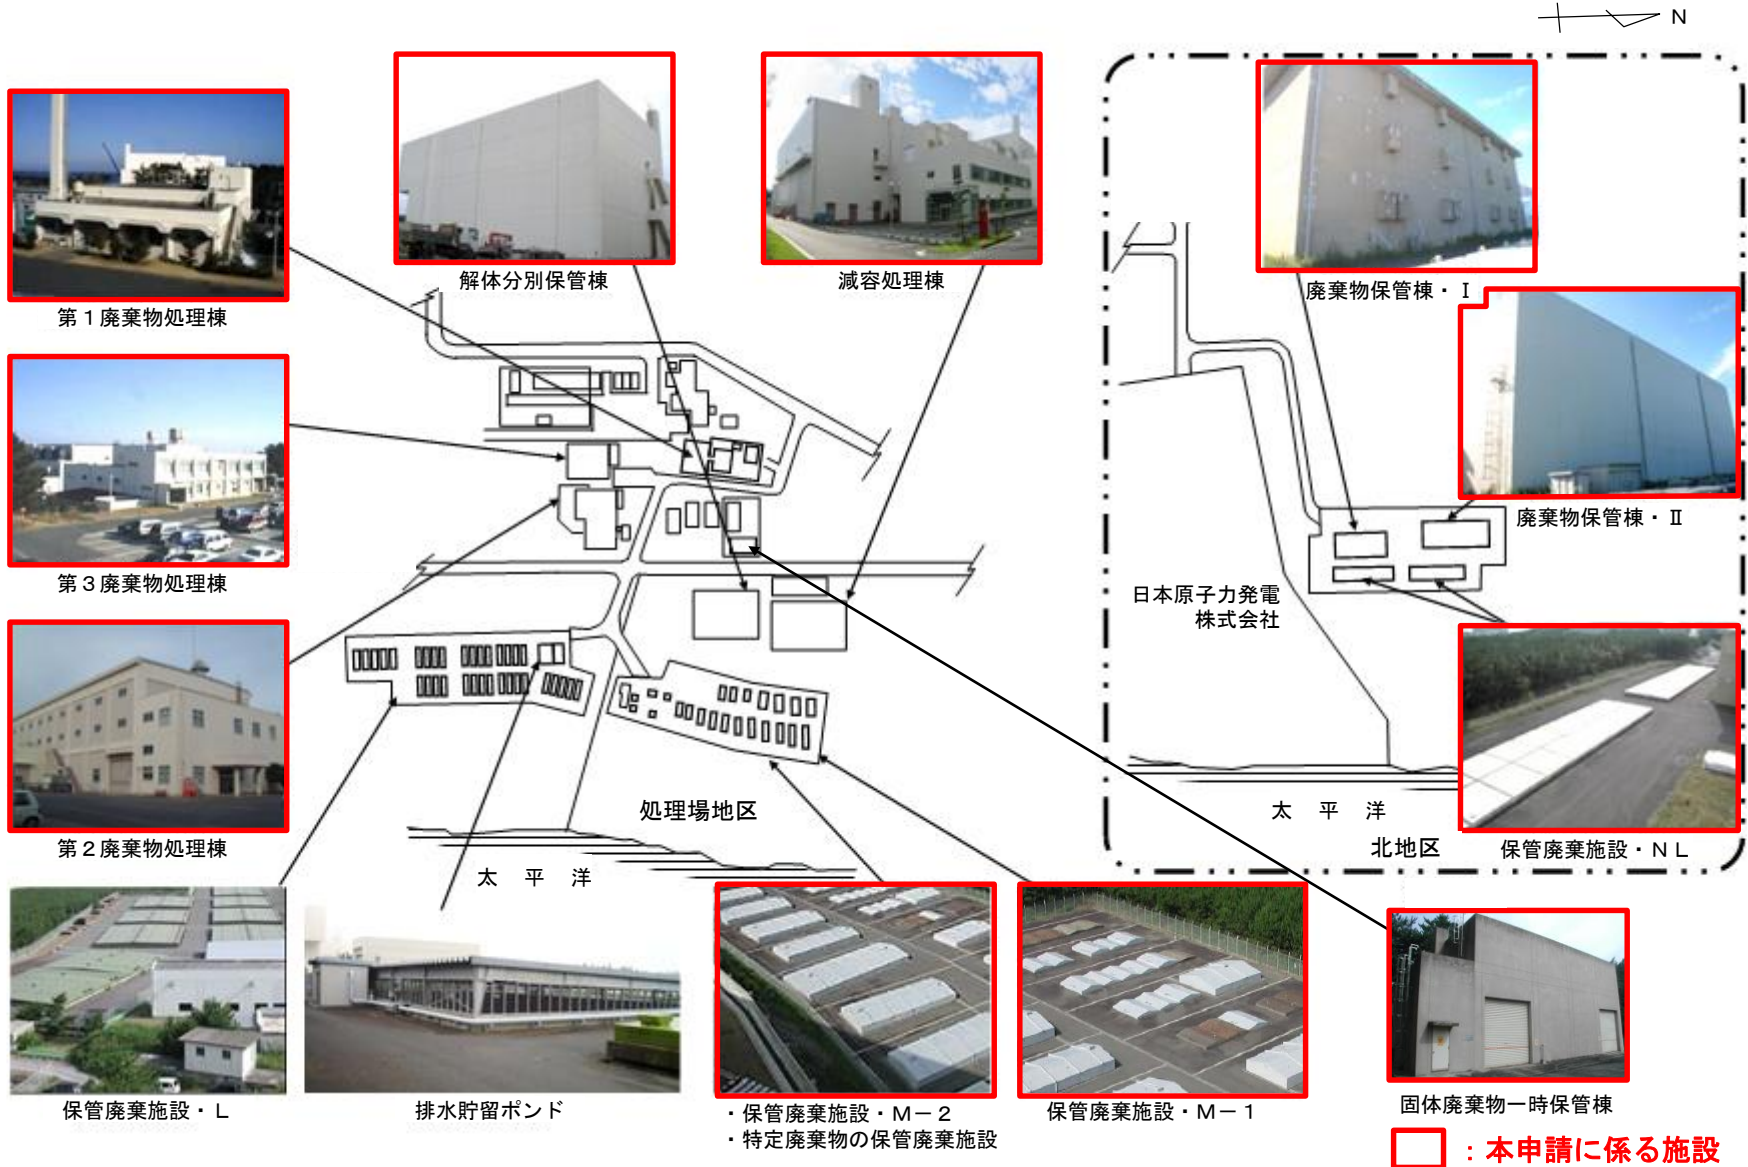 N
解体分別保管棟
減容処理棟
廃棄物保管棟・Ⅰ
第１廃棄物処理棟
廃棄物保管棟・Ⅱ
第３廃棄物処理棟
日本原子力発電
株式会社
処理場地区
太 平 洋
太 平 洋
北地区
保管廃棄施設・ＮＬ
第２廃棄物処理棟
保管廃棄施設・Ｌ
排水貯留ポンド
・保管廃棄施設・Ｍ－２
・特定廃棄物の保管廃棄施設
保管廃棄施設・Ｍ－１
固体廃棄物一時保管棟
：本申請に係る施設